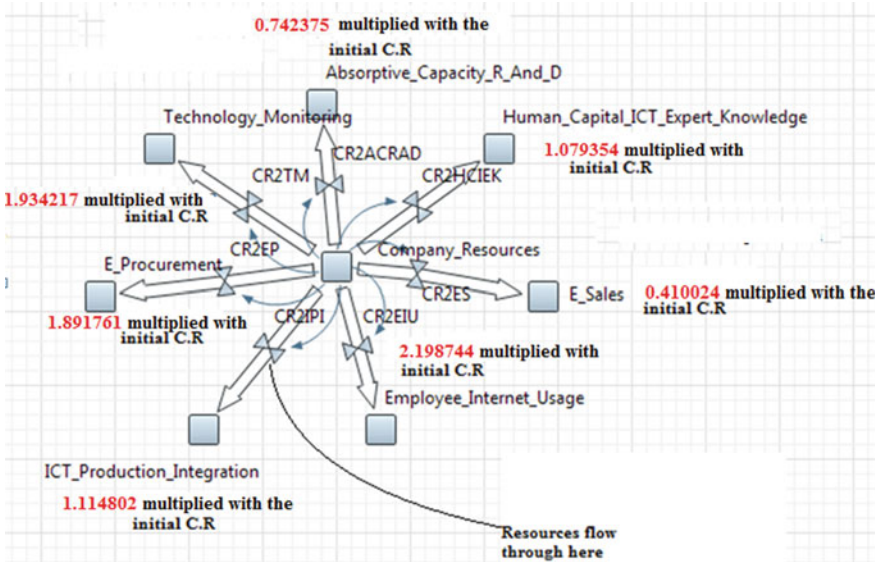 0.742375 multiplied with the
initial C.R
Absorptive_Capacity_R_And_D
Technology_Monitoring
Human_Capital_ICT_Expert_Knowledge
1.079354 multiplied with
initial C.R
CR2ACRAD
CR2TM
CR2HCIEK
1.934217 multiplied with
initial C.R
CR2EP
Company_Resources
E_Procurement
CR2ES
E_Sales
0.410024 multiplied with the
initial C.R
1.891761 multiplied with
initial C.R
CR2IPI
CR2EIU
2.198744 multiplied with
initial C.R
Employee_Internet_Usage
ICT_Production_Integration
1.114802 multiplied with the
initial C.R
Resources flow
through here